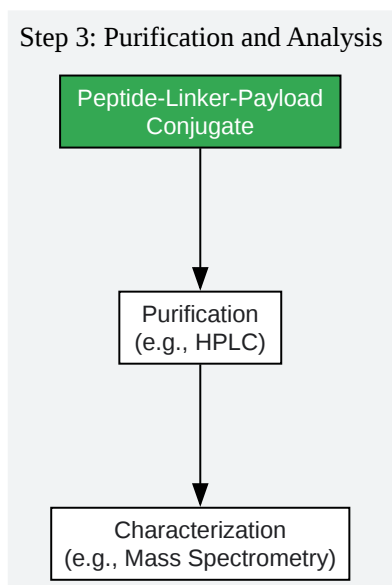 Step 3: Purification and Analysis
Peptide-Linker-Payload
Conjugate
Purification
(e.g., HPLC)
Characterization
(e.g., Mass Spectrometry)